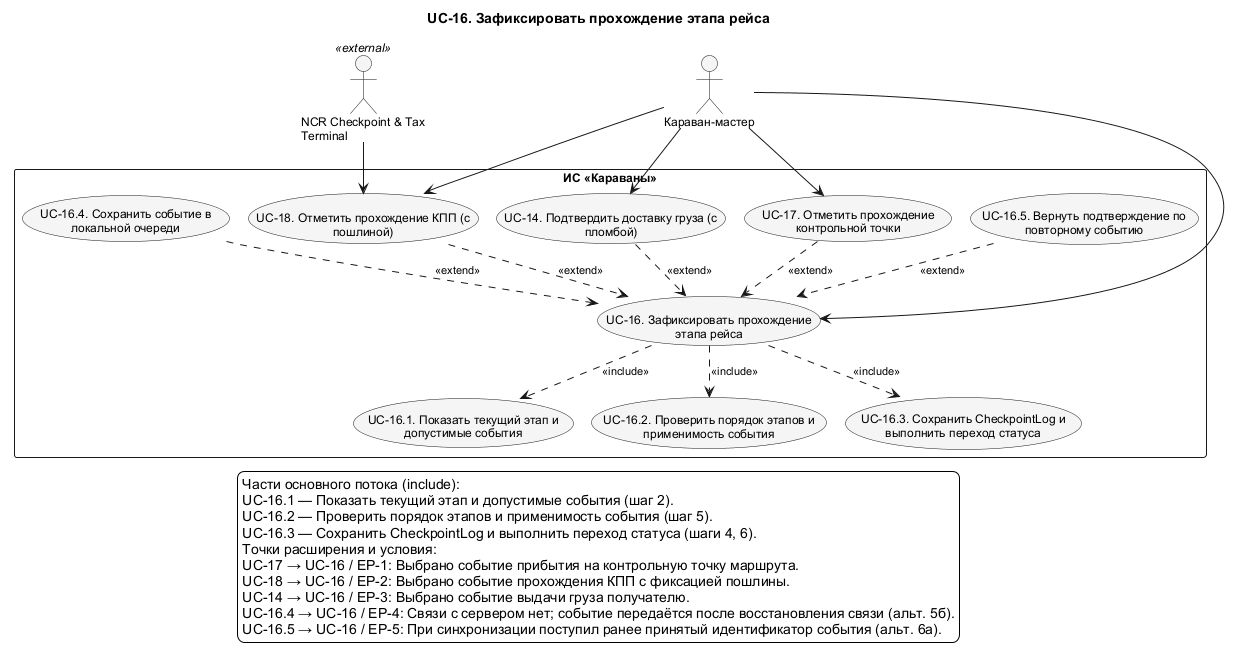 UC-16. Зафиксировать прохождение этапа рейса
«external»
NCR Checkpoint & Tax
Terminal
Караван-мастер
ИС «Караваны»
UC-16.4. Сохранить событие в
локальной очереди
UC-18. Отметить прохождение КПП (с
пошлиной)
UC-14. Подтвердить доставку груза (с
пломбой)
UC-17. Отметить прохождение
контрольной точки
UC-16.5. Вернуть подтверждение по
повторному событию
«extend»
«extend»
«extend»
«extend»
«extend»
UC-16. Зафиксировать прохождение
этапа рейса
«include»
«include»
«include»
UC-16.1. Показать текущий этап и
допустимые события
UC-16.2. Проверить порядок этапов и
применимость события
UC-16.3. Сохранить CheckpointLog и
выполнить переход статуса
Части основного потока (include):
UC-16.1 — Показать текущий этап и допустимые события (шаг 2).
UC-16.2 — Проверить порядок этапов и применимость события (шаг 5).
UC-16.3 — Сохранить CheckpointLog и выполнить переход статуса (шаги 4, 6).
Точки расширения и условия:
UC-17 → UC-16 / EP-1: Выбрано событие прибытия на контрольную точку маршрута.
UC-18 → UC-16 / EP-2: Выбрано событие прохождения КПП с фиксацией пошлины.
UC-14 → UC-16 / EP-3: Выбрано событие выдачи груза получателю.
UC-16.4 → UC-16 / EP-4: Связи с сервером нет; событие передаётся после восстановления связи (альт. 5б).
UC-16.5 → UC-16 / EP-5: При синхронизации поступил ранее принятый идентификатор события (альт. 6а).